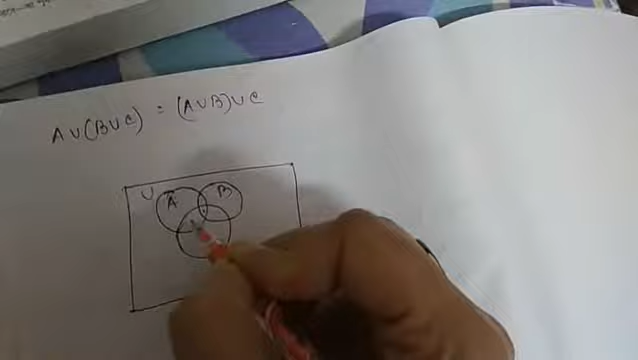 A ∪ (B ∪ C) = (A ∪ B) ∪ C
U A B